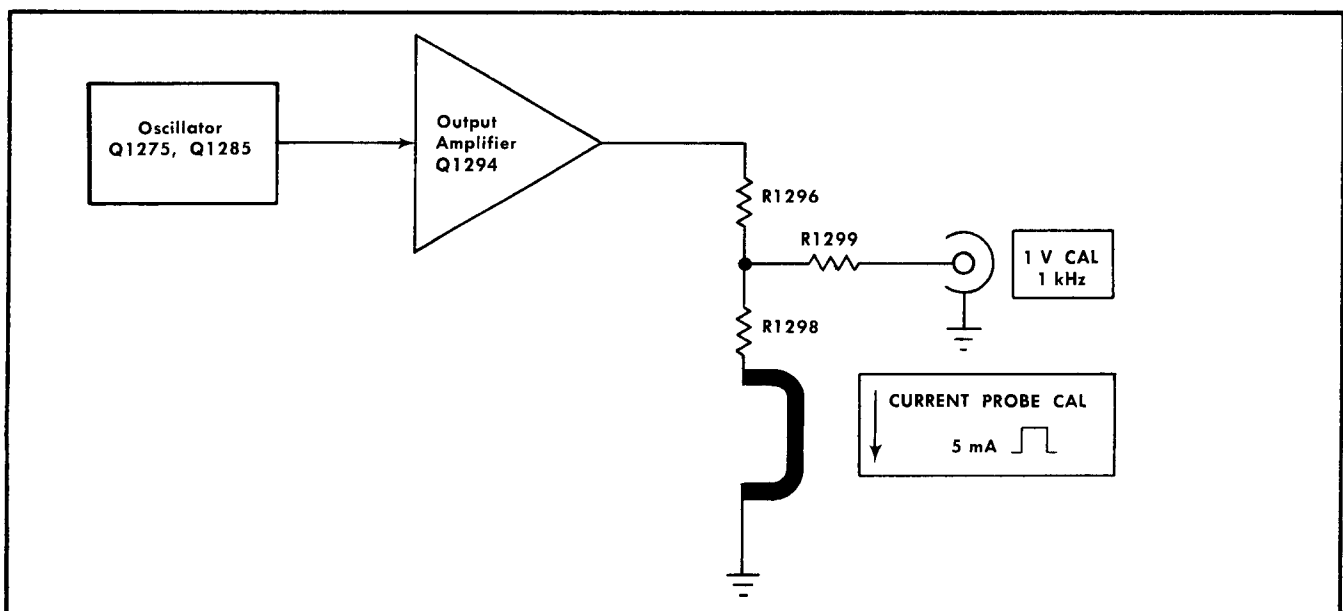 Oscillator
Q1275, Q1285
Output
Amplifier
Q1294
R1296
R1299
1 V CAL
1 kHz
R1298
CURRENT PROBE CAL
5 mA